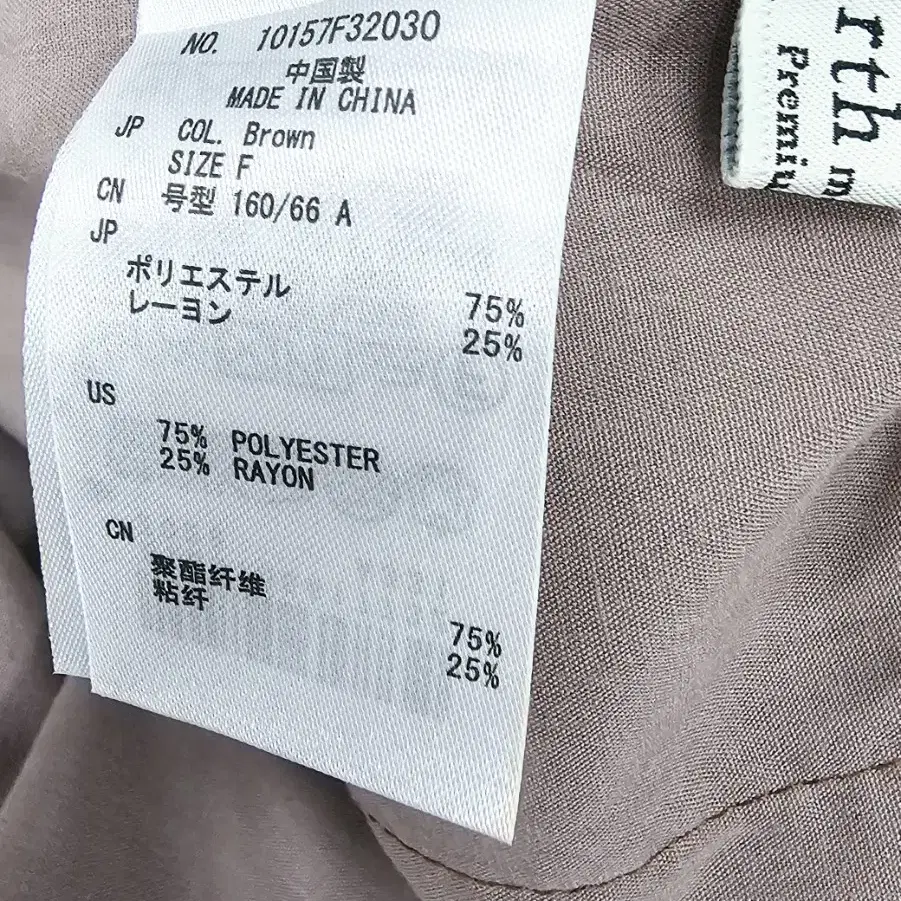 NO. 10157F32030
中国製
MADE IN CHINA
JP COL. Brown
SIZE F
CN 号型 160/66 A
JP
ポリエステル 75%
レーヨン 25%
US
75% POLYESTER
25% RAYON
CN
聚酯纤维 75%
粘纤 25%
rth m
Premiu